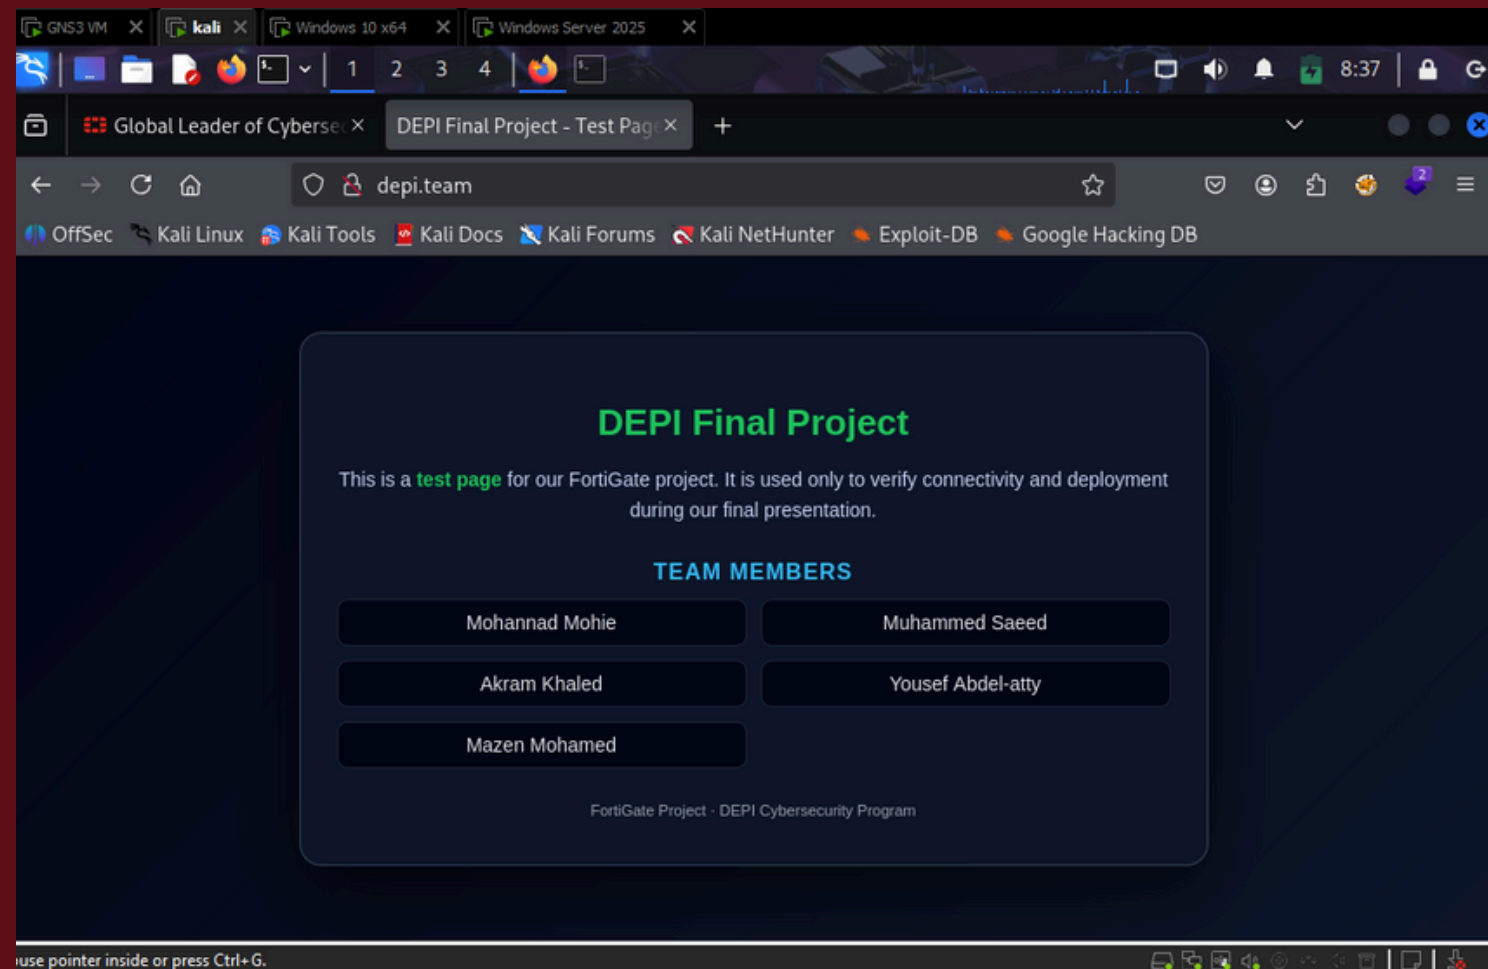 GNS3 VM
kali
Windows 10 x64
Windows Server 2025
1 2 3 4
8:37
Global Leader of Cyberse
DEPI Final Project - Test Pag
depi.team
2
OffSec
Kali Linux
Kali Tools
Kali Docs
Kali Forums
Kali NetHunter
Exploit-DB
Google Hacking DB
DEPI Final Project
This is a test page for our FortiGate project. It is used only to verify connectivity and deployment
during our final presentation.
TEAM MEMBERS
Mohannad Mohie
Muhammed Saeed
Akram Khaled
Yousef Abdel-atty
Mazen Mohamed
FortiGate Project · DEPI Cybersecurity Program
ouse pointer inside or press Ctrl+G.